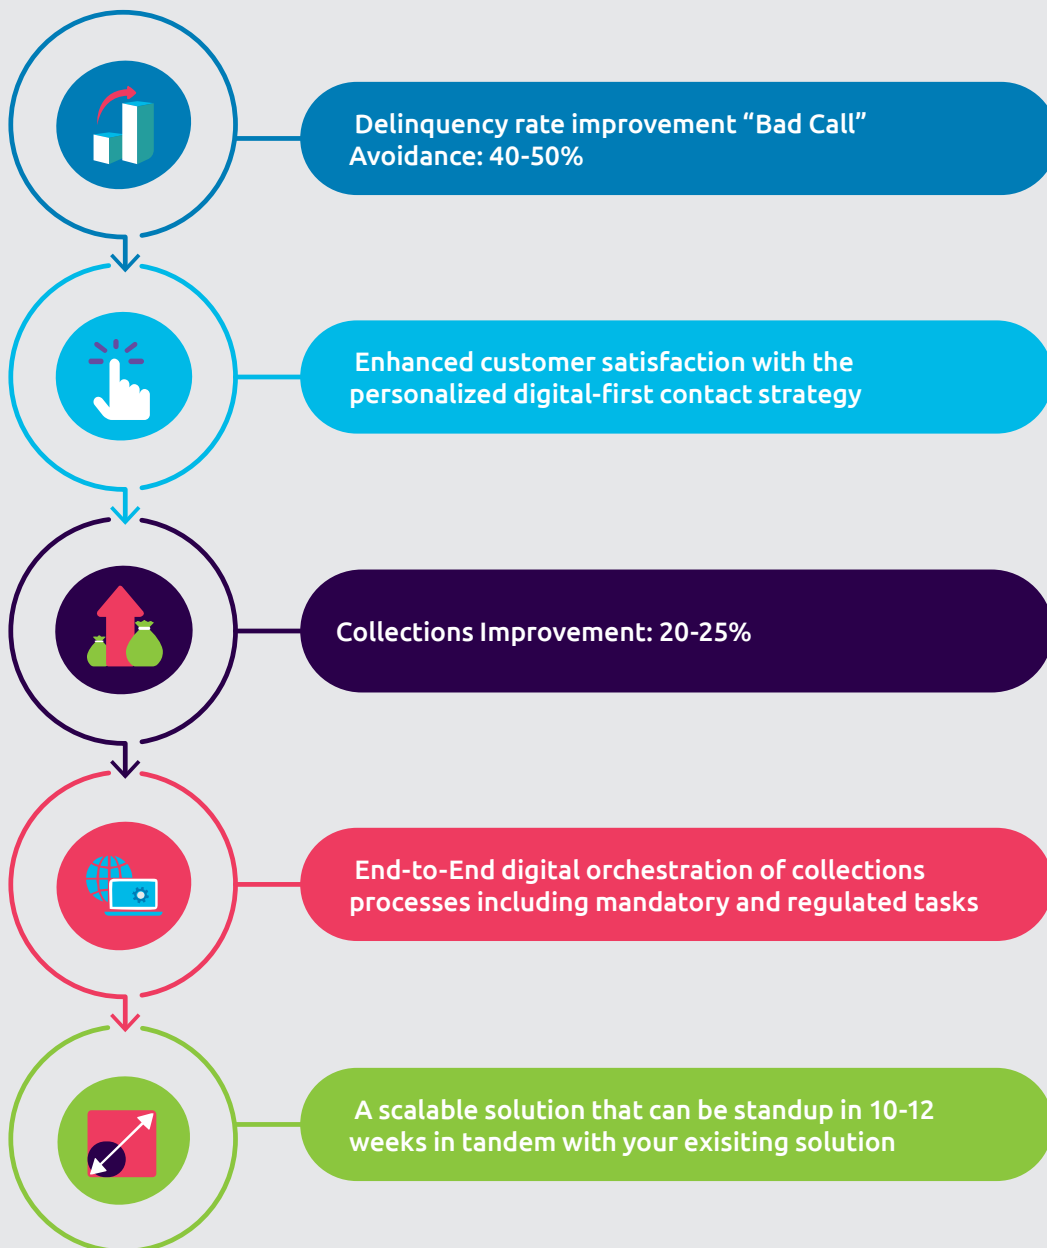 Delinquency rate improvement “Bad Call”
Avoidance: 40-50%
Enhanced customer satisfaction with the
personalized digital-first contact strategy
Collections Improvement: 20-25%
End-to-End digital orchestration of collections
processes including mandatory and regulated tasks
A scalable solution that can be standup in 10-12
weeks in tandem with your exisiting solution